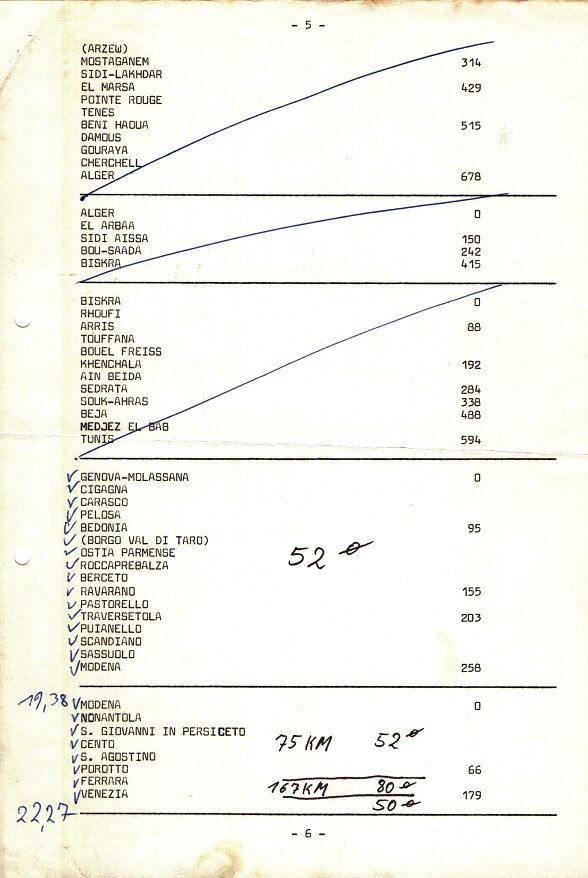 - 5 -
(ARZEW)
MOSTAGANEM 314
SIDI-LAKHDAR
EL MARSA 429
POINTE ROUGE
TENES
BENI HAOUA 515
DAMOUS
GOURAYA
CHERCHELL
ALGER 678
ALGER 0
EL ARBAA
SIDI AISSA 150
BOU-SAADA 242
BISKRA 415
BISKRA 0
RHOUFI
ARRIS 88
TOUFFANA
BOUEL FREISS
KHENCHALA 192
AIN BEIDA
SEDRATA 284
SOUK-AHRAS 338
BEJA 488
MEDJEZ EL BAB
TUNIS 594
GENOVA-MOLASSANA 0
CICAGNA
CARASCO
PELOSA
BEDONIA 95
(BORGO VAL DI TARO)
OSTIA PARMENSE 52 ø
ROCCAPREBALZA
BERCETO
RAVARANO 155
PASTORELLO
TRAVERSETOLA 203
PUIANELLO
SCANDIANO
SASSUOLO
MODENA 258
19,38 MODENA 0
NONANTOLA
S. GIOVANNI IN PERSICETO
CENTO 75 KM 52 ø
S. AGOSTINO
POROTTO 66
FERRARA 167 KM 80 ø
VENEZIA 179
50 ø
22,27
- 6 -